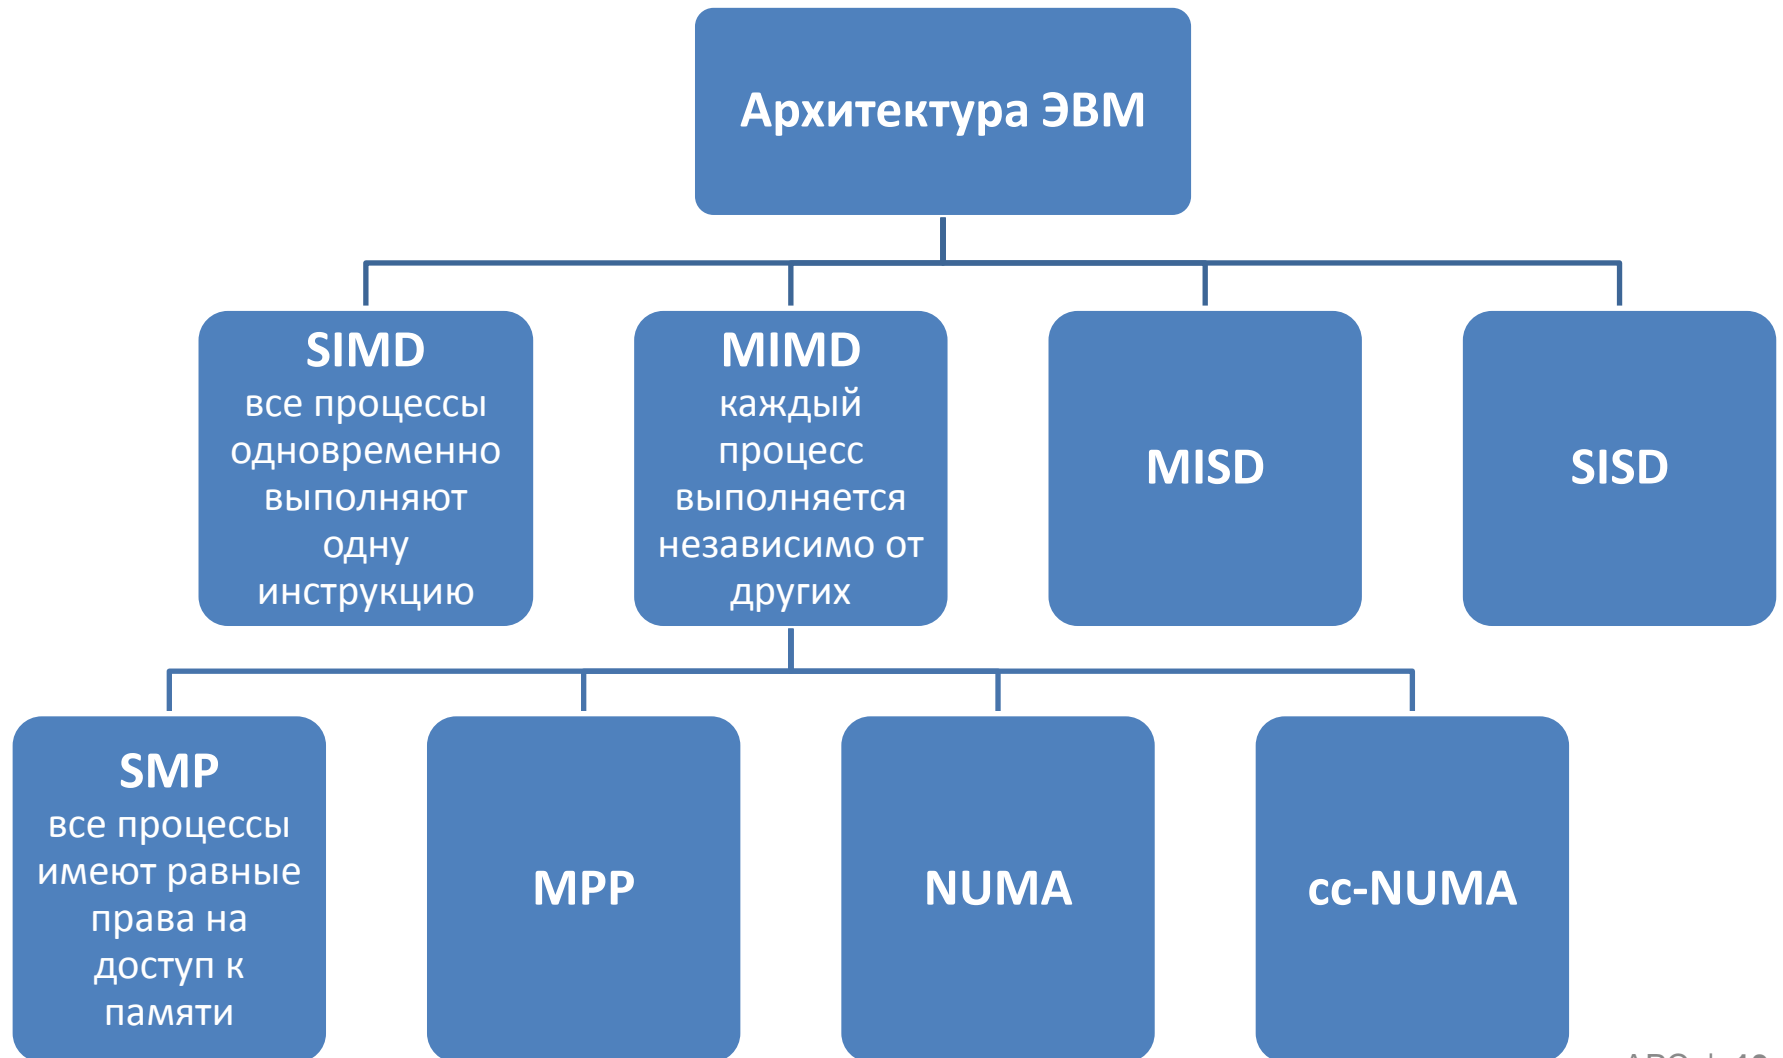 Архитектура ЭВМ
SIMD
все процессы
одновременно
выполняют
одну
инструкцию
MIMD
каждый
процесс
выполняется
независимо от
других
MISD
SISD
SMP
все процессы
имеют равные
права на
доступ к
памяти
MPP
NUMA
cc-NUMA